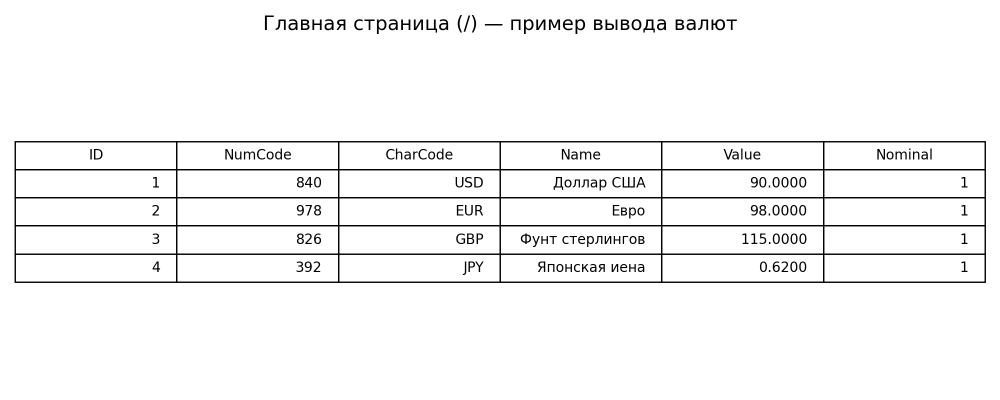 Главная страница (/) — пример вывода валют
ID NumCode CharCode Name Value Nominal
1 840 USD Доллар США 90.0000 1
2 978 EUR Евро 98.0000 1
3 826 GBP Фунт стерлингов 115.0000 1
4 392 JPY Японская иена 0.6200 1